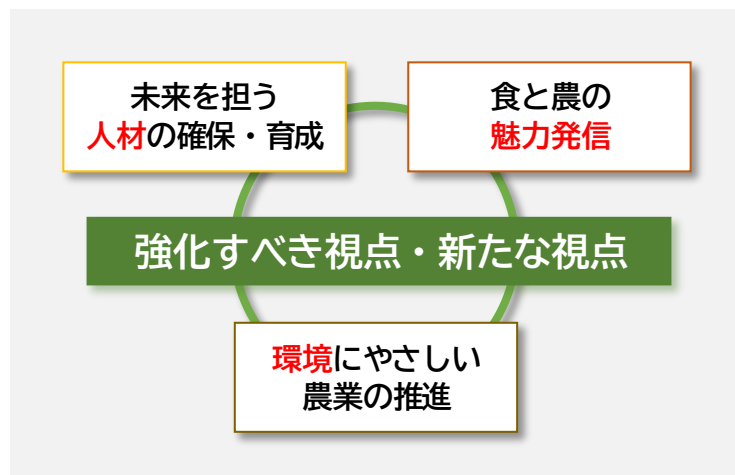 未来を担う
人材の確保・育成
食と農の
魅力発信
強化すべき視点・新たな視点
環境にやさしい
農業の推進